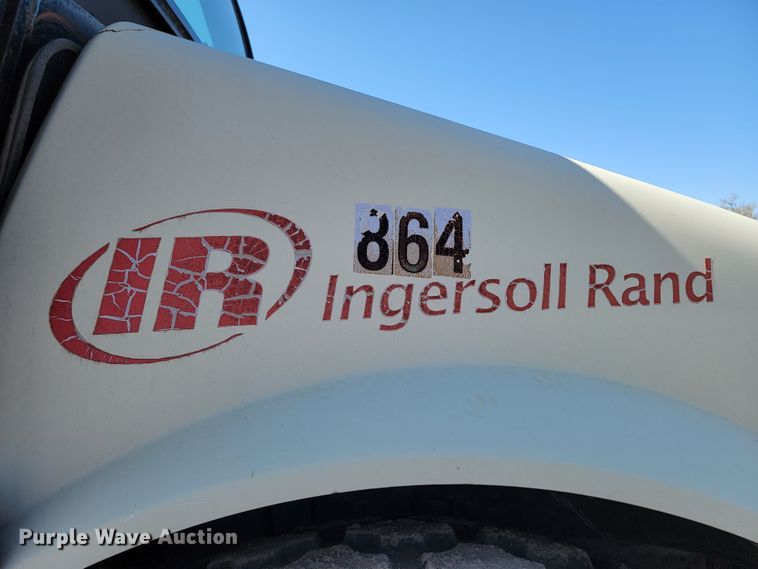 864
IR Ingersoll Rand
Purple Wave Auction